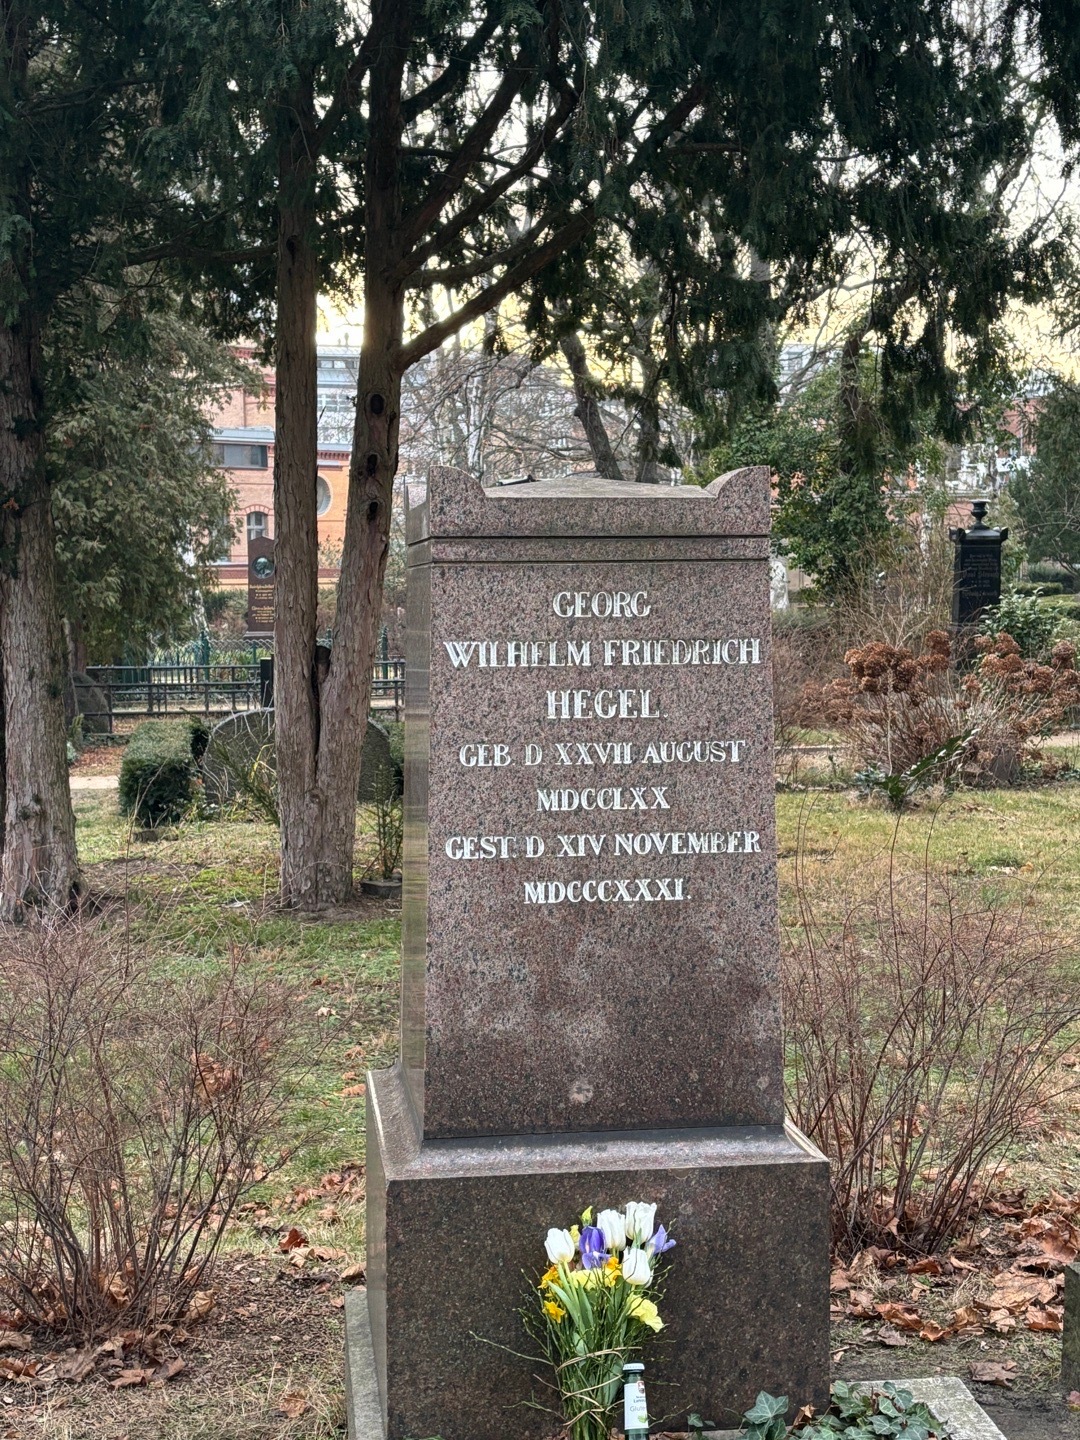 GEORG
WILHELM FRIEDRICH
HEGEL.
GEB. D. XXVII. AUGUST
MDCCLXX
GEST. D. XIV NOVEMBER
MDCCCXXXI.